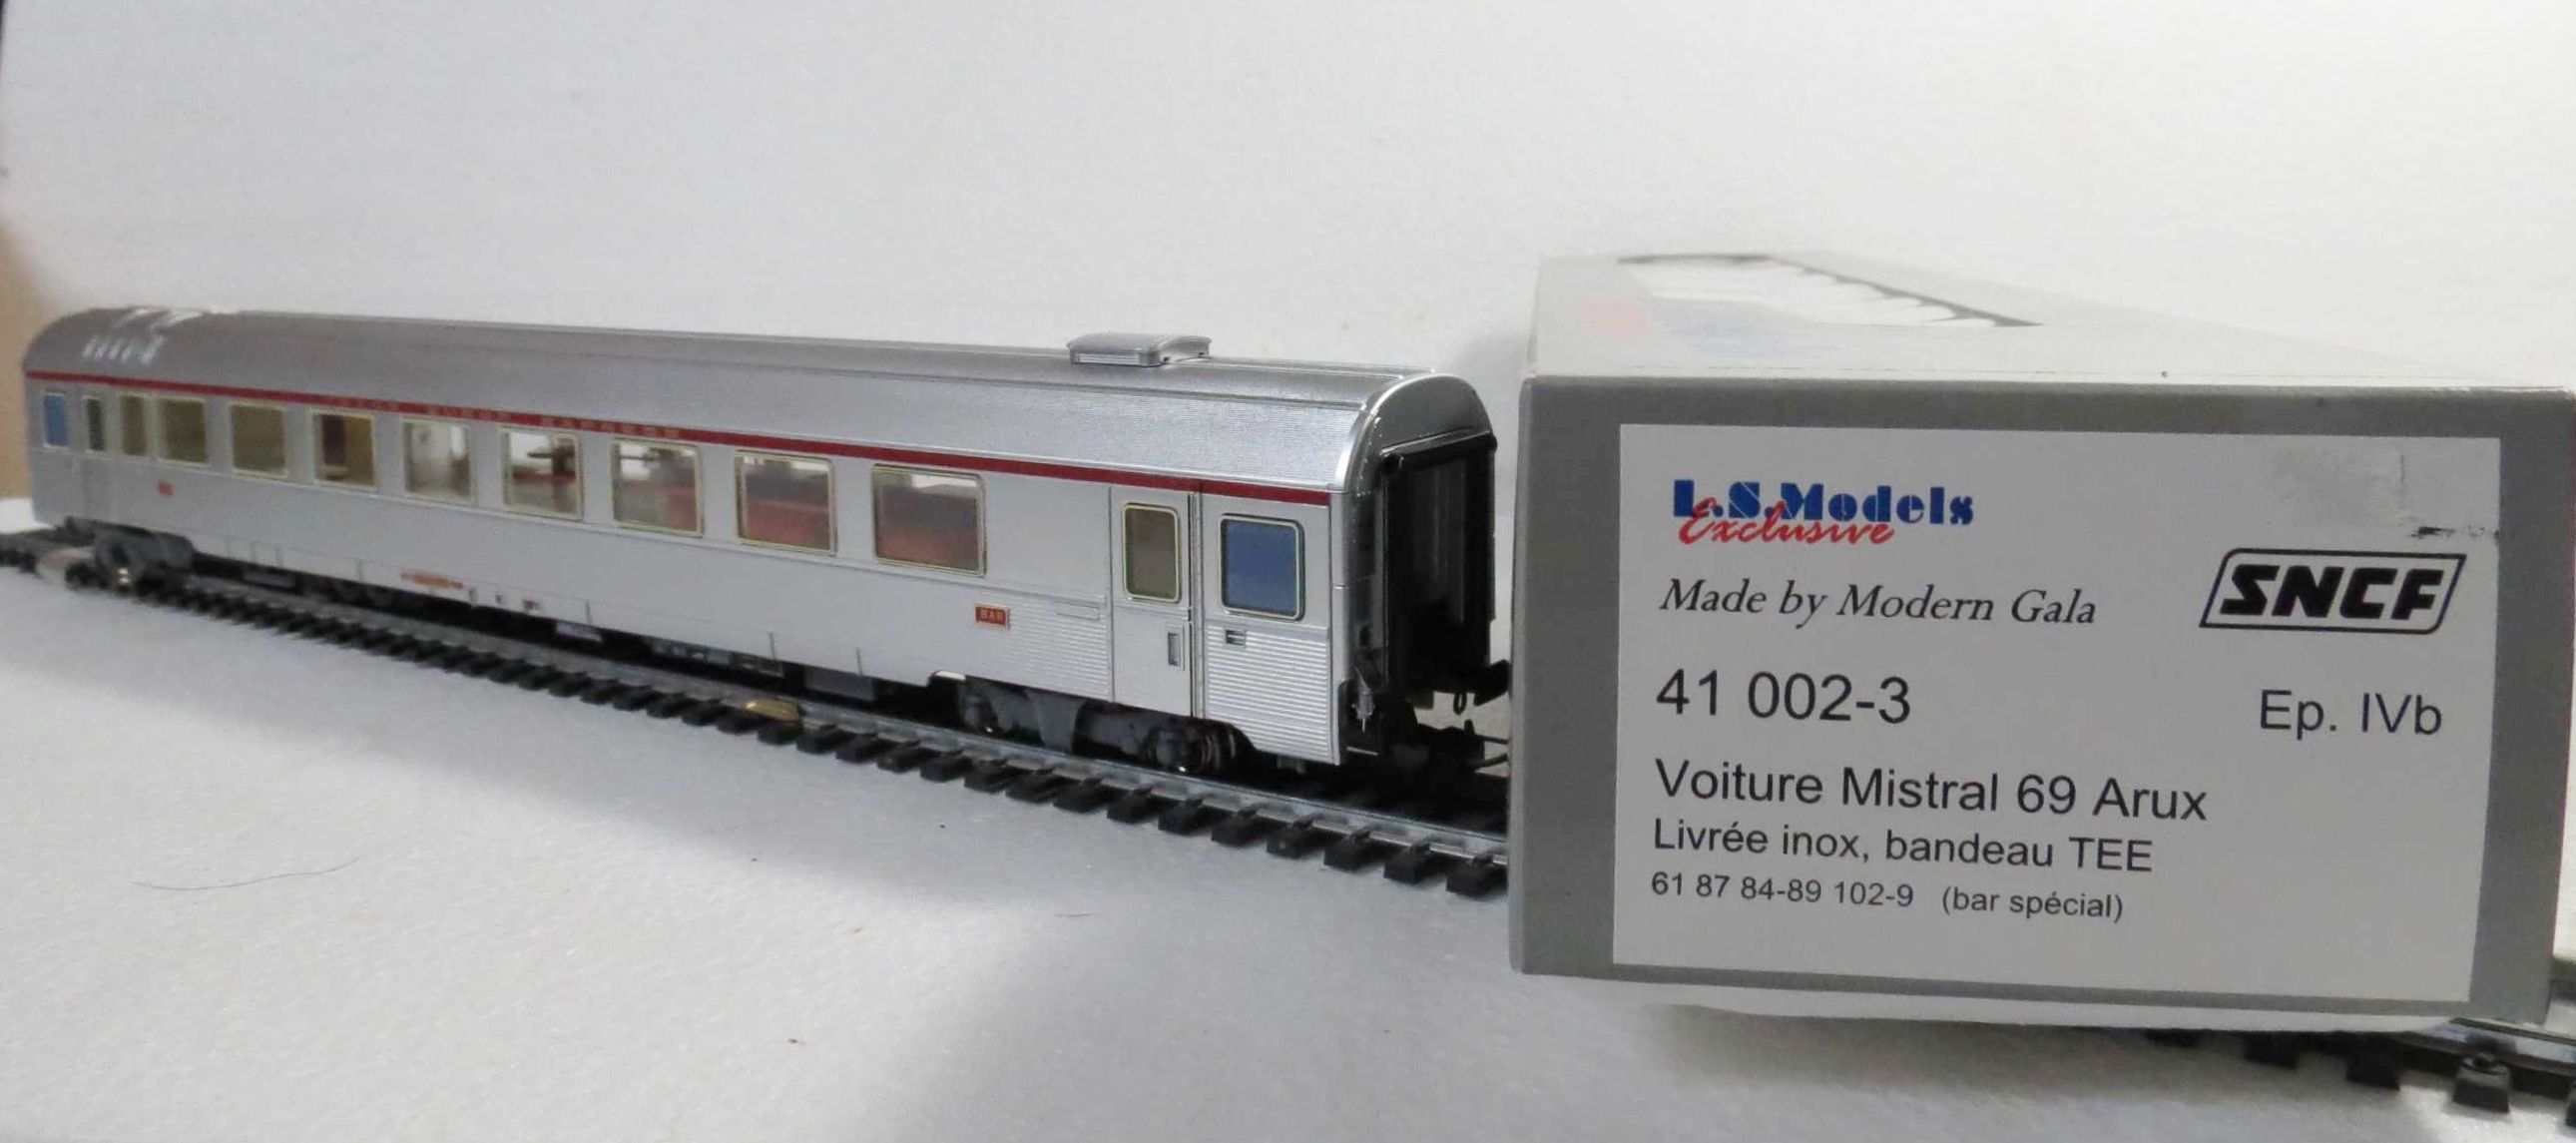 L.S.Models
Exclusive
Made by Modern Gala
SNCF
41 002-3
Ep. IVb
Voiture Mistral 69 Arux
Livrée inox, bandeau TEE
61 87 84-89 102-9 (bar spécial)
BAR